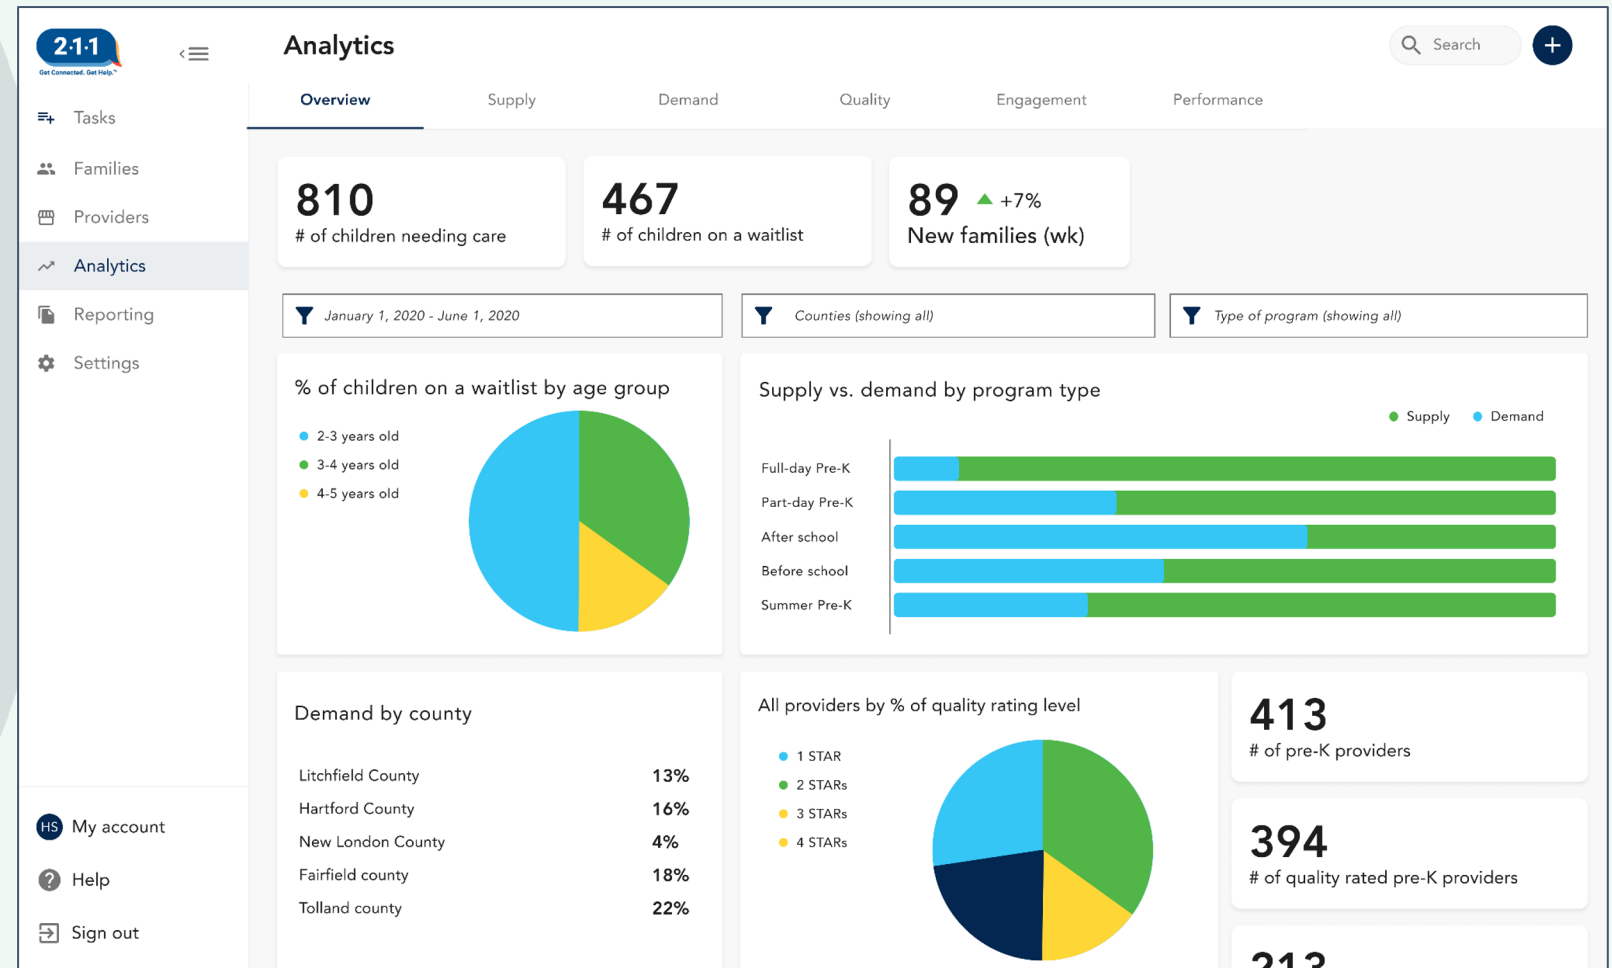 2·1·1
Get Connected. Get Help.™
Tasks
Families
Providers
Analytics
Reporting
Settings
HS My account
Help
Sign out
Analytics
Search
Overview Supply Demand Quality Engagement Performance
810
# of children needing care
467
# of children on a waitlist
89 +7%
New families (wk)
January 1, 2020 - June 1, 2020
Counties (showing all)
Type of program (showing all)
% of children on a waitlist by age group
2-3 years old
3-4 years old
4-5 years old
Supply vs. demand by program type
Supply Demand
Full-day Pre-K
Part-day Pre-K
After school
Before school
Summer Pre-K
Demand by county
Litchfield County 13%
Hartford County 16%
New London County 4%
Fairfield county 18%
Tolland county 22%
All providers by % of quality rating level
1 STAR
2 STARs
3 STARs
4 STARs
413
# of pre-K providers
394
# of quality rated pre-K providers